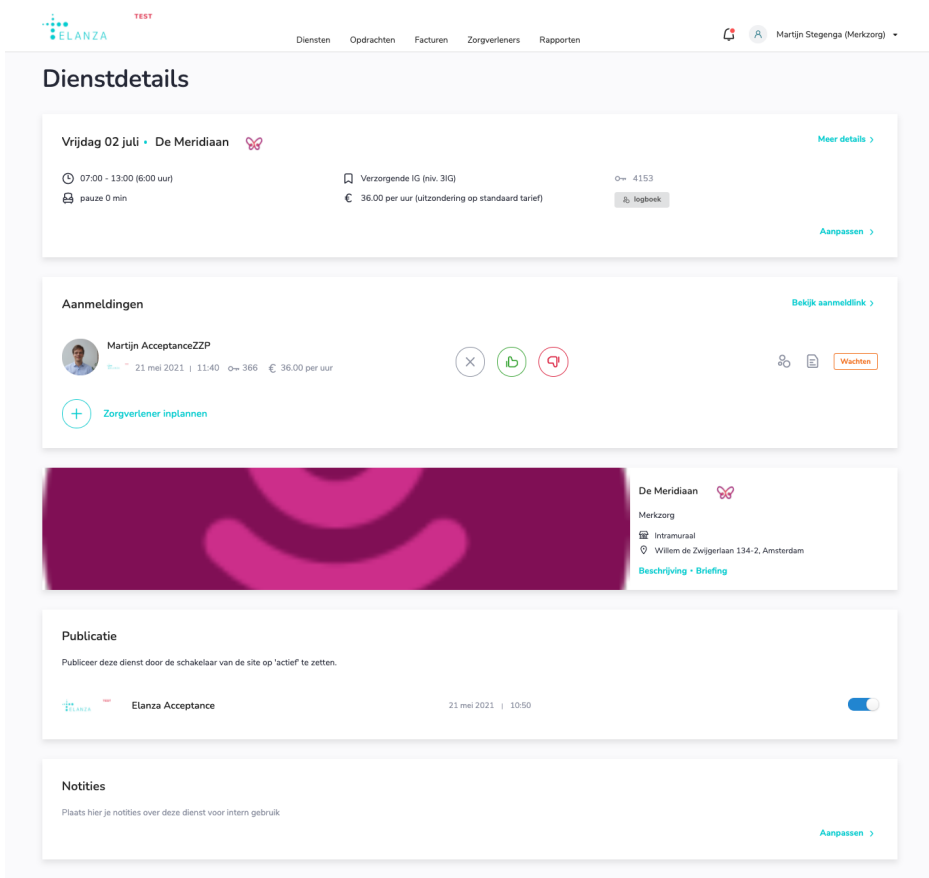 TEST
ELANZA
Diensten Opdrachten Facturen Zorgverleners Rapporten
Martijn Stegenga (Merkzorg)
Dienstdetails
Vrijdag 02 juli • De Meridiaan
Meer details >
07:00 - 13:00 (6:00 uur)
Verzorgende IG (niv. 3IG)
4153
pauze 0 min
€ 36.00 per uur (uitzondering op standaard tarief)
logboek
Aanpassen >
Aanmeldingen
Bekijk aanmeldlink >
Martijn AcceptanceZZP
21 mei 2021 | 11:40 366 € 36.00 per uur
Wachten
Zorgverlener inplannen
De Meridiaan
Merkzorg
Intramuraal
Willem de Zwijgerlaan 134-2, Amsterdam
Beschrijving • Briefing
Publicatie
Publiceer deze dienst door de schakelaar van de site op 'actief' te zetten.
ELANZA TEST Elanza Acceptance 21 mei 2021 | 10:50
Notities
Plaats hier je notities over deze dienst voor intern gebruik
Aanpassen >